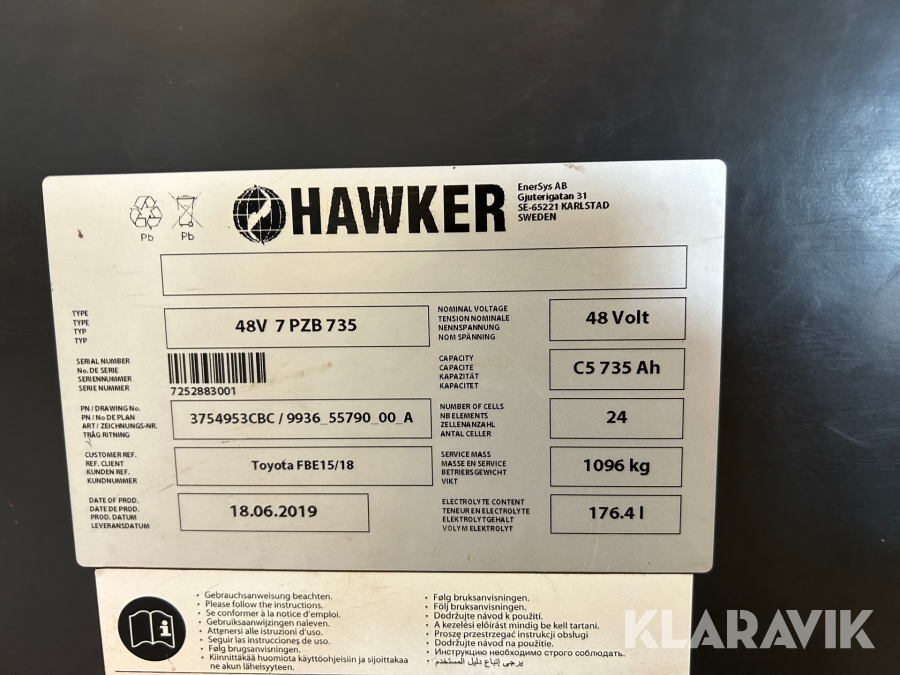 Pb
Pb
HAWKER
EnerSys AB
Gjuterigatan 31
SE-65221 KARLSTAD
SWEDEN
TYPE
TYPE
TYP
TYP
48V 7 PZB 735
NOMINAL VOLTAGE
TENSION NOMINALE
NENNSPANNUNG
NOM SPÄNNING
48 Volt
SERIAL NUMBER
No. DE SERIE
SERIENNUMMER
SERIE NUMMER
7252883001
CAPACITY
CAPACITE
KAPAZITÄT
KAPACITET
C5 735 Ah
PN / DRAWING No.
PN / No DE PLAN
ART / ZEICHNUNGS-NR.
TRÅG RITNING
3754953CBC / 9936_55790_00_A
NUMBER OF CELLS
NB ELEMENTS
ZELLENANZAHL
ANTAL CELLER
24
CUSTOMER REF.
REF. CLIENT
KUNDEN REF.
KUNDNUMMER
Toyota FBE15/18
SERVICE MASS
MASSE EN SERVICE
BETRIEBSGEWICHT
VIKT
1096 kg
DATE OF PROD.
DATE DE PROD.
PROD. DATUM
LEVERANSDATUM
18.06.2019
ELECTROLYTE CONTENT
TENEUR EN ELECTROLYTE
ELEKTROLYTGEHALT
VOLYM ELEKTROLYT
176.4 l
• Gebrauchsanweisung beachten.
• Please follow the instructions.
• Se conformer à la notice d'emploi.
• Gebruiksaanwijzingen naleven.
• Attenersi alle istruzioni d'uso.
• Seguir las instrucciones de uso.
• Følg brugsanvisningen.
• Kiinnittäkää huomiota käyttöohjeisiin ja sijoittakaa
ne akun läheisyyteen.
• Følg bruksanvisningen.
• Följ bruksanvisningen.
• Dodržujte návod k použití.
• A kezelési előírást mindig be kell tartani.
• Proszę przestrzegać instrukcji obsługi
• Dodržujte návod na použitie.
• Инструкцию необходимо строго соблюдать.
• يرجى إتباع دليل المستخدم
KLARAVIK